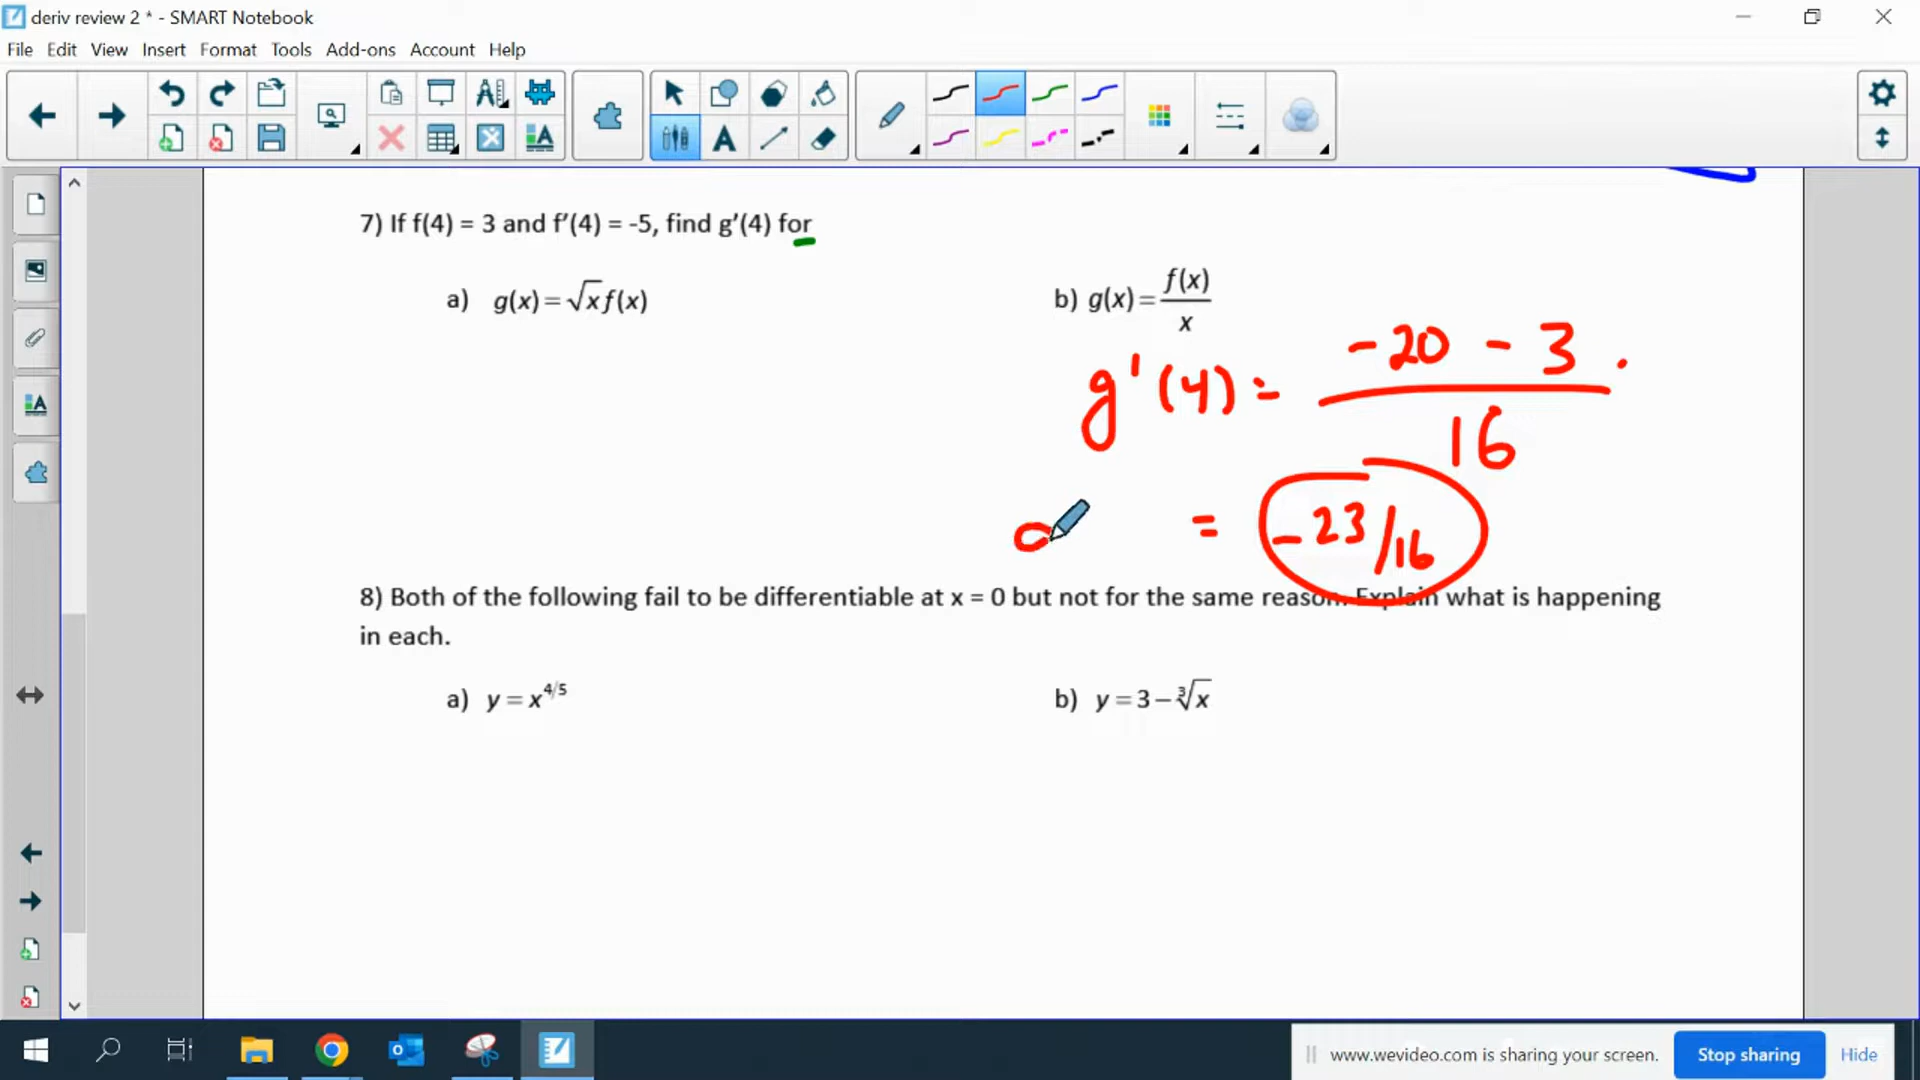 deriv review 2 * - SMART Notebook
File Edit View Insert Format Tools Add-ons Account Help
7) If f(4) = 3 and f'(4) = -5, find g'(4) for
a) g(x) = √x f(x)
b) g(x) = f(x)/x
g'(4) = (-20 - 3)/16
= -23/16
8) Both of the following fail to be differentiable at x = 0 but not for the same reason. Explain what is happening
in each.
a) y = x^4/5
b) y = 3 - ∛x
www.wevideo.com is sharing your screen.
Stop sharing
Hide